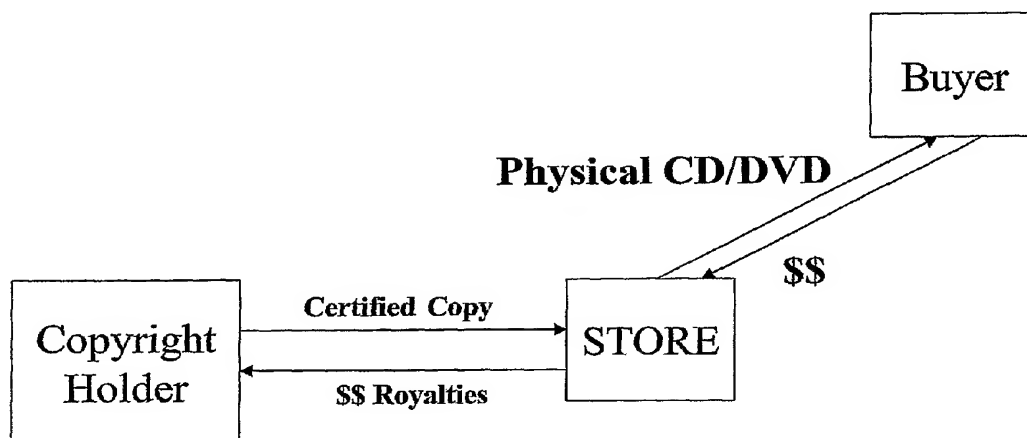 Buyer
Physical CD/DVD
$$
Certified Copy
Copyright
Holder
STORE
$$ Royalties